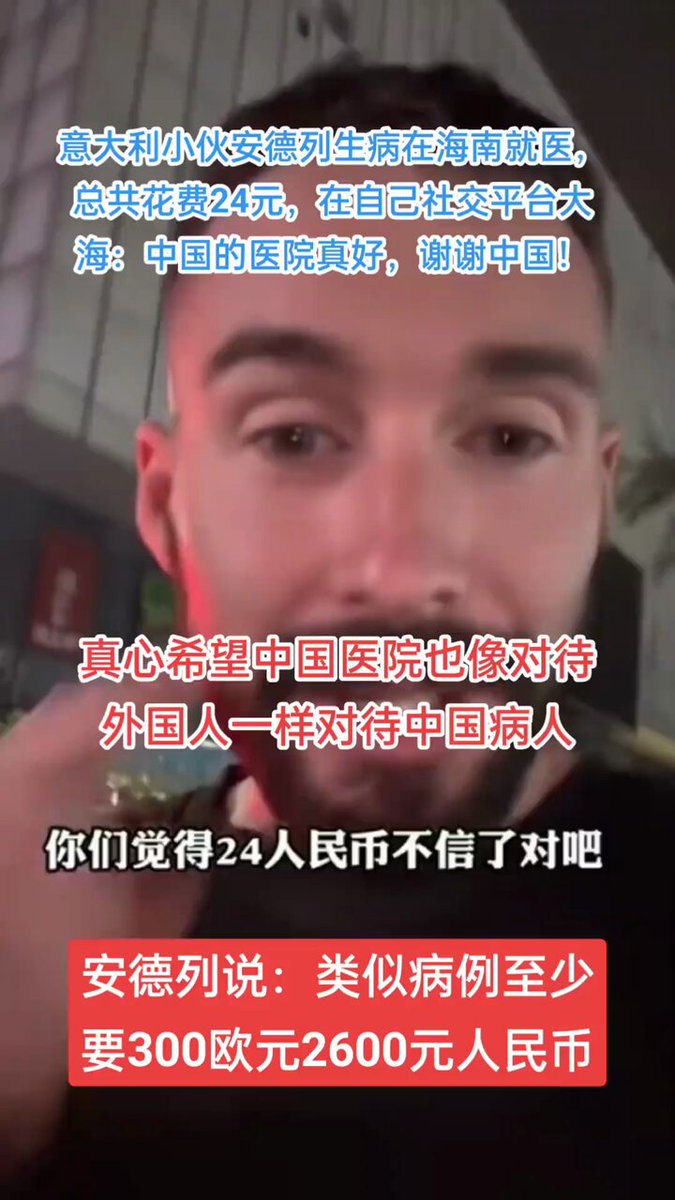 意大利小伙安德列生病在海南就医，
总共花费24元，在自己社交平台大
海：中国的医院真好，谢谢中国！
真心希望中国医院也像对待
外国人一样对待中国病人
你们觉得24人民币不信了对吧
安德列说：类似病例至少
要300欧元2600元人民币